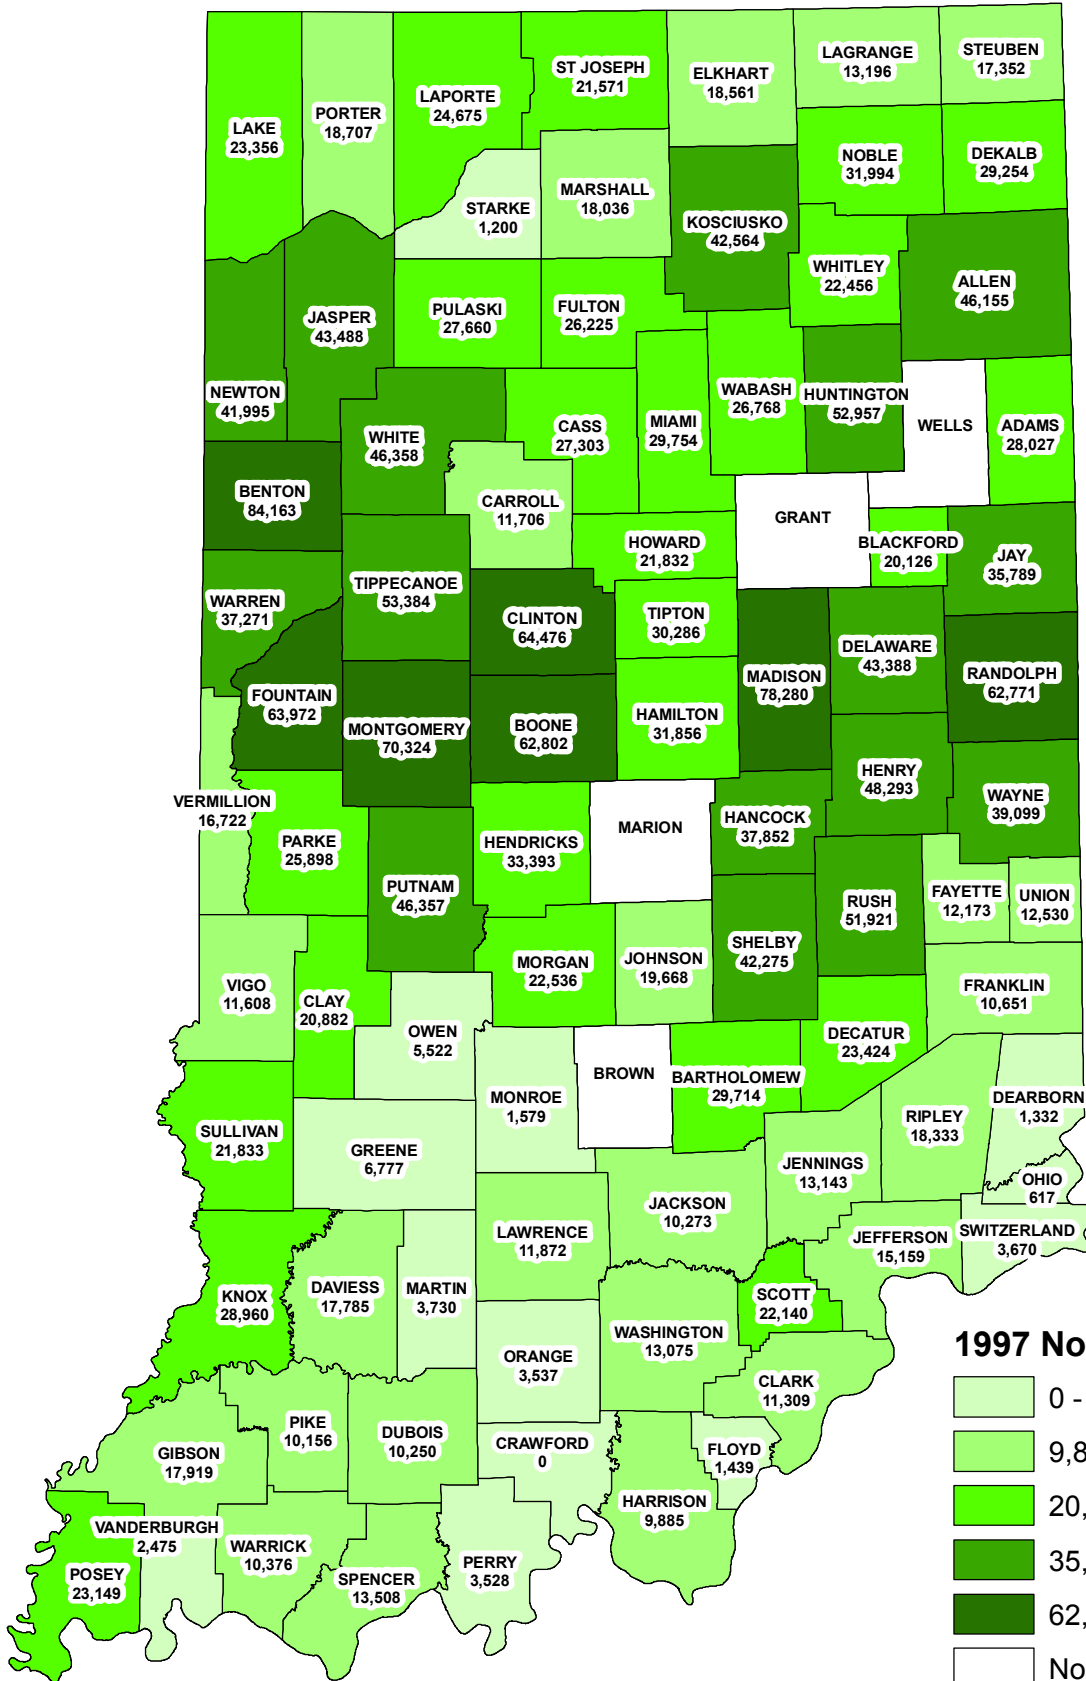 LAGRANGE
13,196
STEUBEN
17,352
ST JOSEPH
21,571
ELKHART
18,561
LAPORTE
24,675
PORTER
18,707
LAKE
23,356
NOBLE
31,994
DEKALB
29,254
MARSHALL
18,036
STARKE
1,200
KOSCIUSKO
42,564
WHITLEY
22,456
ALLEN
46,155
JASPER
43,488
PULASKI
27,660
FULTON
26,225
NEWTON
41,995
WABASH
26,768
HUNTINGTON
52,957
WELLS
ADAMS
28,027
WHITE
46,358
CASS
27,303
MIAMI
29,754
BENTON
84,163
CARROLL
11,706
GRANT
HOWARD
21,832
BLACKFORD
20,126
JAY
35,789
WARREN
37,271
TIPPECANOE
53,384
CLINTON
64,476
TIPTON
30,286
DELAWARE
43,388
RANDOLPH
62,771
MADISON
78,280
FOUNTAIN
63,972
MONTGOMERY
70,324
BOONE
62,802
HAMILTON
31,856
HENRY
48,293
WAYNE
39,099
VERMILLION
16,722
PARKE
25,898
HENDRICKS
33,393
MARION
HANCOCK
37,852
PUTNAM
46,357
RUSH
51,921
FAYETTE
12,173
UNION
12,530
SHELBY
42,275
MORGAN
22,536
JOHNSON
19,668
VIGO
11,608
CLAY
20,882
OWEN
5,522
FRANKLIN
10,651
DECATUR
23,424
BROWN
BARTHOLOMEW
29,714
MONROE
1,579
DEARBORN
1,332
RIPLEY
18,333
SULLIVAN
21,833
GREENE
6,777
JENNINGS
13,143
OHIO
617
JACKSON
10,273
LAWRENCE
11,872
JEFFERSON
15,159
SWITZERLAND
3,670
KNOX
28,960
DAVIESS
17,785
MARTIN
3,730
SCOTT
22,140
WASHINGTON
13,075
ORANGE
3,537
CLARK
11,309
PIKE
10,156
DUBOIS
10,250
CRAWFORD
0
FLOYD
1,439
GIBSON
17,919
HARRISON
9,885
VANDERBURGH
2,475
WARRICK
10,376
POSEY
23,149
SPENCER
13,508
PERRY
3,528
1997 No
0 -
9,8
20,
35,
62,
No